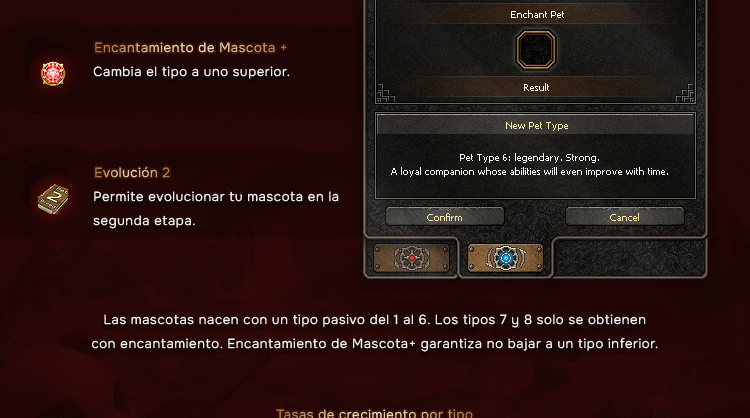 Enchant Pet
Encantamiento de Mascota +
Cambia el tipo a uno superior.
Result
New Pet Type
Pet Type 6: legendary. Strong.
A loyal companion whose abilities will even improve with time.
Evolución 2
Permite evolucionar tu mascota en la
segunda etapa.
Confirm
Cancel
Las mascotas nacen con un tipo pasivo del 1 al 6. Los tipos 7 y 8 solo se obtienen
con encantamiento. Encantamiento de Mascota+ garantiza no bajar a un tipo inferior.
Tasas de crecimiento por tipo